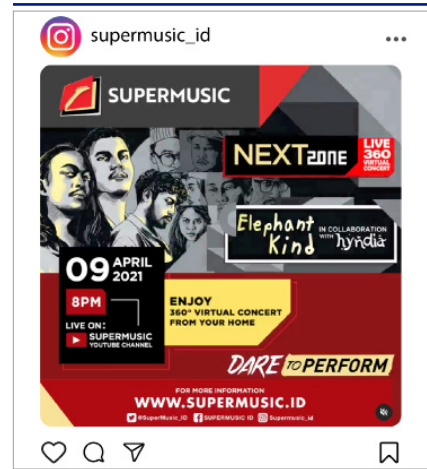 supermusic_id
SUPERMUSIC
NEXTZONE
LIVE
360
VIRTUAL
CONCERT
Elephant
Kind
IN COLLABORATION
WITH hyndia
09 APRIL
2021
8PM
LIVE ON:
SUPERMUSIC
YOUTUBE CHANNEL
ENJOY
360° VIRTUAL CONCERT
FROM YOUR HOME
DARE TO PERFORM
FOR MORE INFORMATION
WWW.SUPERMUSIC.ID
@SuperMusic_ID SUPERMUSIC ID Supermusic_id